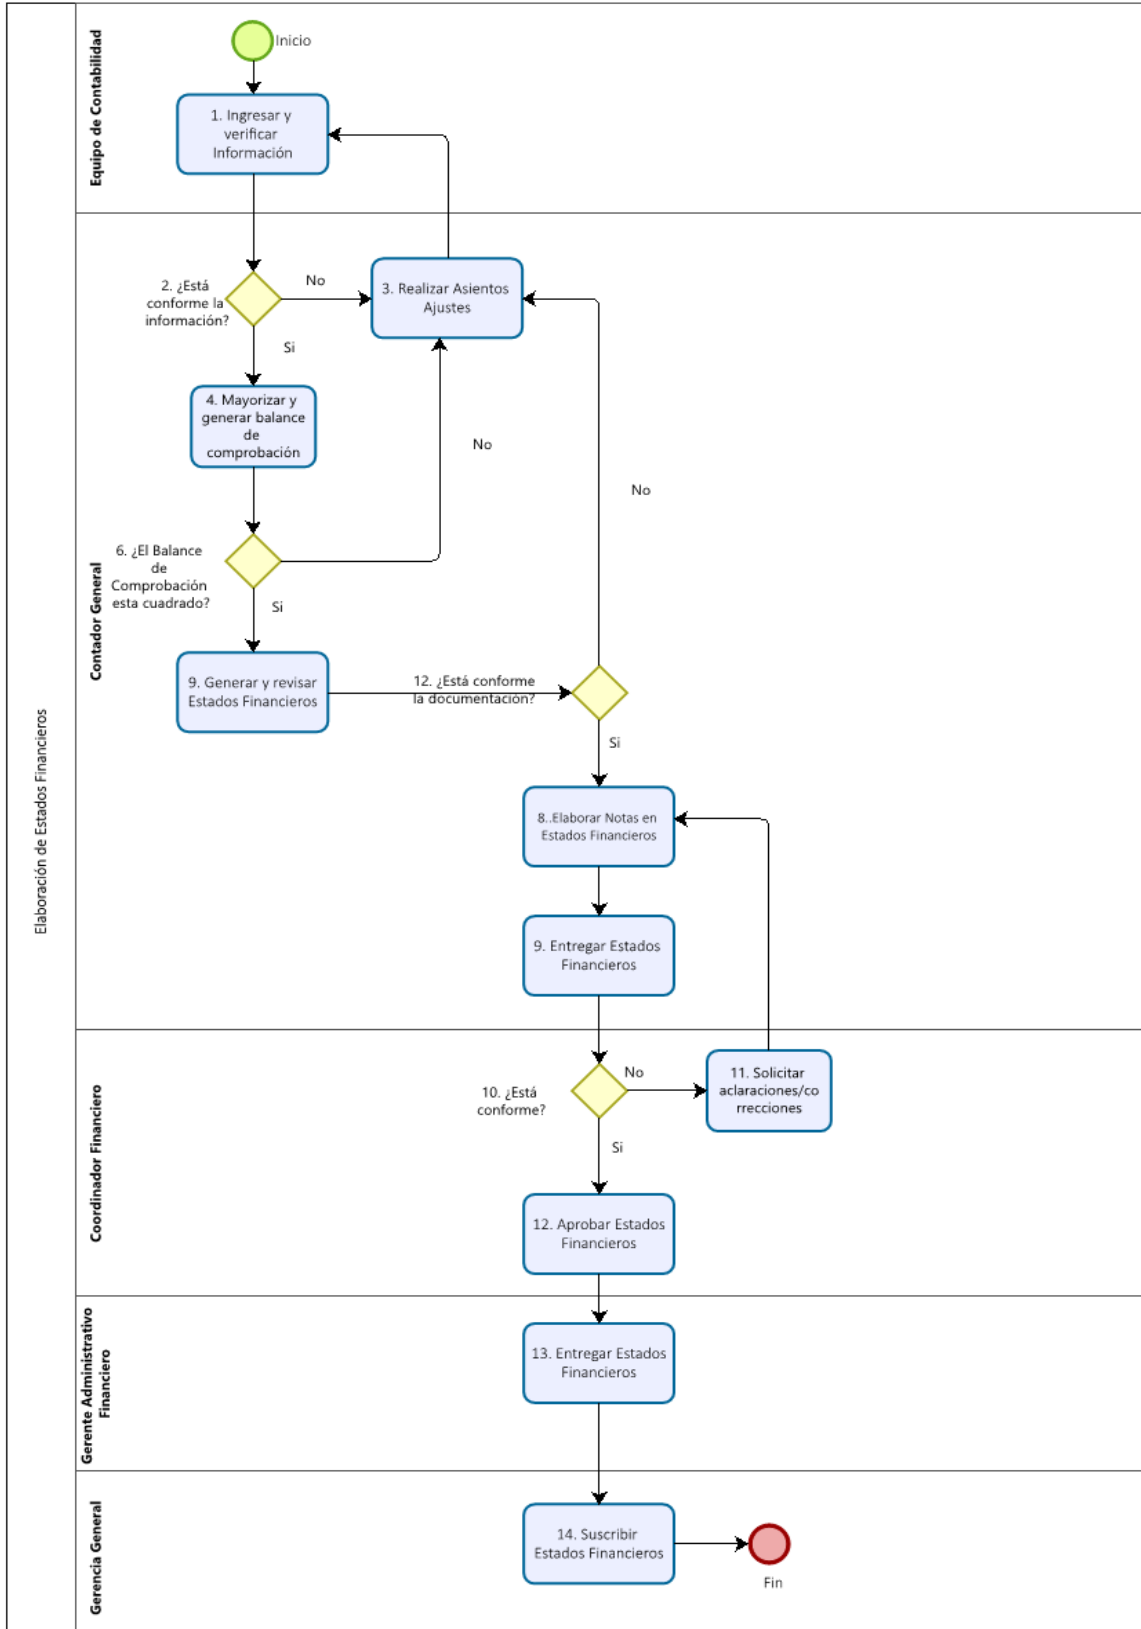 Elaboración de Estados Financieros
Equipo de Contabilidad
Inicio
1. Ingresar y
verificar
Información
Contador General
2. ¿Está
conforme la
información?
No
3. Realizar Asientos
Ajustes
Si
4. Mayorizar y
generar balance
de
comprobación
No
No
6. ¿El Balance
de
Comprobación
esta cuadrado?
Si
9. Generar y revisar
Estados Financieros
12. ¿Está conforme
la documentación?
Si
8..Elaborar Notas en
Estados Financieros
9. Entregar Estados
Financieros
Coordinador Financiero
10. ¿Está
conforme?
No
11. Solicitar
aclaraciones/co
rrecciones
Si
12. Aprobar Estados
Financieros
Gerente Administrativo
Financiero
13. Entregar Estados
Financieros
Gerencia General
14. Suscribir
Estados Financieros
Fin